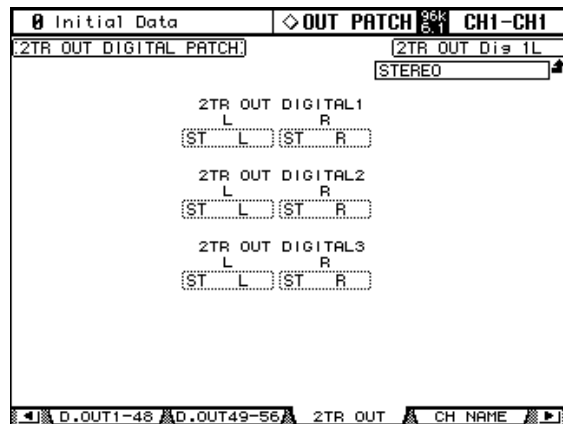 0 Initial Data ◇OUT PATCH 96k 6.1 CH1-CH1
2TR OUT DIGITAL PATCH 2TR OUT Dig 1L
STEREO
2TR OUT DIGITAL1
L R
ST L ST R
2TR OUT DIGITAL2
L R
ST L ST R
2TR OUT DIGITAL3
L R
ST L ST R
D.OUT1-48 D.OUT49-56 2TR OUT CH NAME